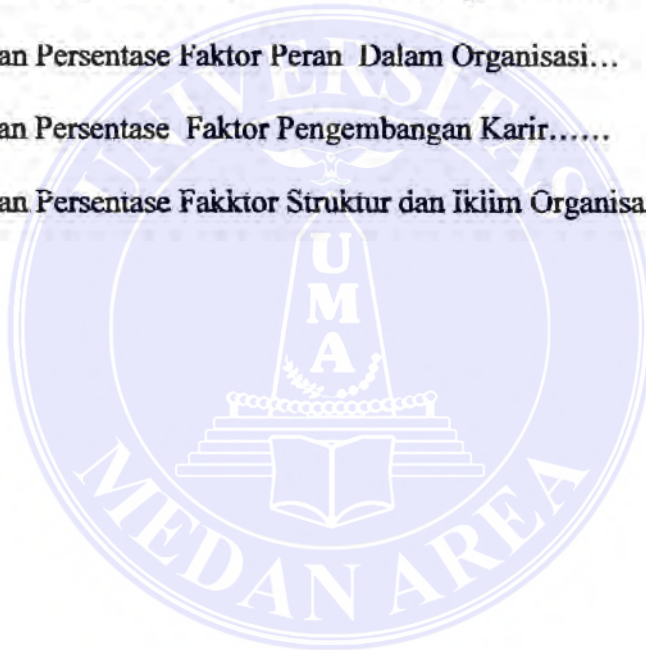 an Persentase Faktor Peran Dalam Organisasi...
an Persentase Faktor Pengembangan Karir......
an Persentase Fakktor Struktur dan Iklim Organisa
UNIVERSITAS
U
M
A
MEDAN AREA